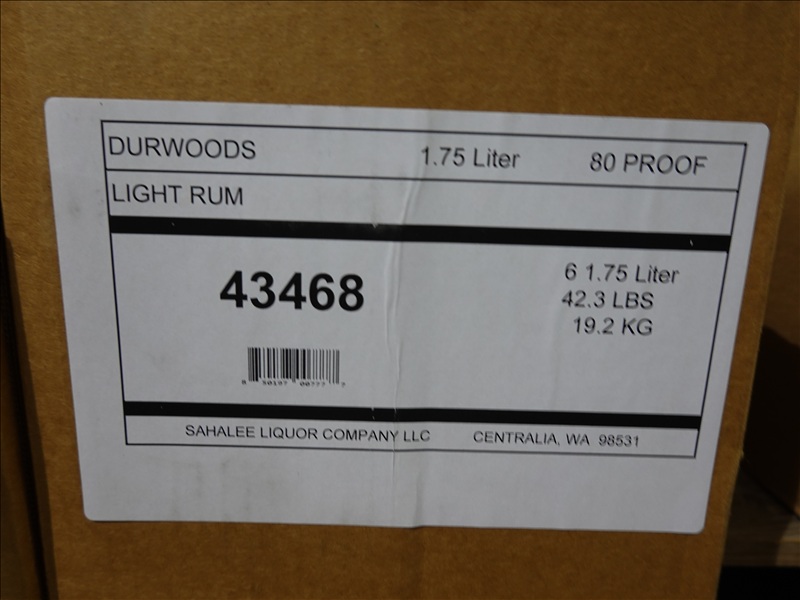 DURWOODS 1.75 Liter 80 PROOF
LIGHT RUM
43468
6 1.75 Liter
42.3 LBS
19.2 KG
SAHALEE LIQUOR COMPANY LLC CENTRALIA, WA 98531